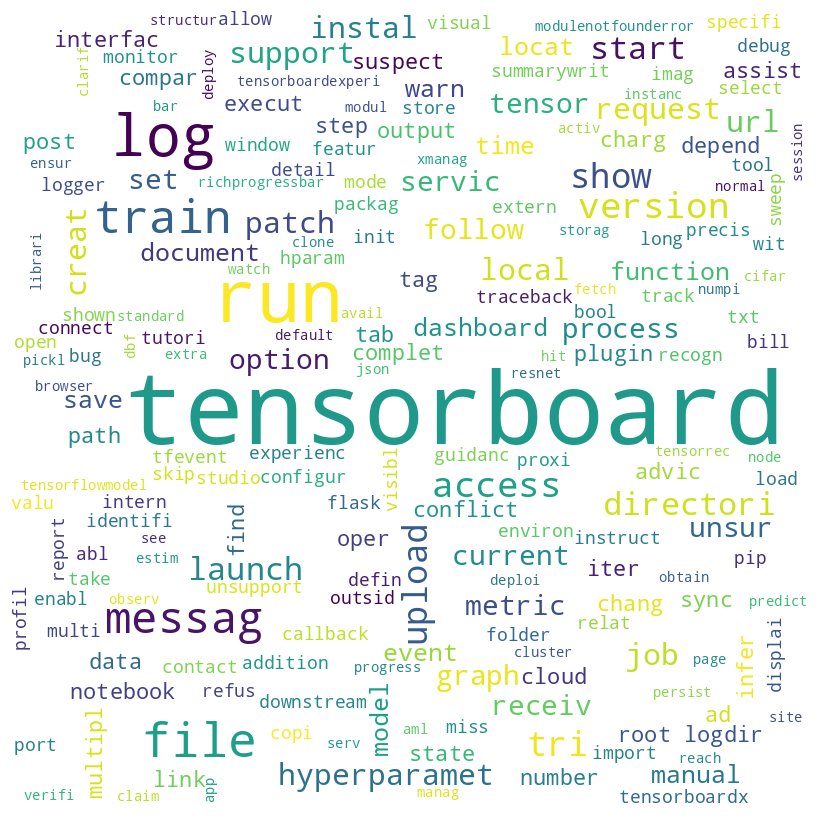 structur allow instal visual modulenotfounderror specifi
interfac support suspect locat start debug
clarif monitor deploy tensorboardexperi summarywrit imag assist
compar warn tensor request instanc select
bar execut modul store url
log post step output time activ charg depend session
ensur window featur xmanag show tool
logger set detail servic version normal sweep
richprogressbar mode
train patch packag extern storag long precis
librari creat document clone init follow local function wit
hparam tag traceback track numpi cifar
watch run fetch
shown standard avail bool txt
connect tutori default tab dashboard process bill
open dbf
pickl bug extra option complet hit plugin recogn
json resnet
browser save tensorboard
path
tfevent experienc visibl guidanc proxi tensorrec node
skip studio configur access advic load
tensorflowmodel
valu intern flask conflict directori
identifi find upload environ unsur
report abl see oper instruct
estim current pip
take launch defin iter
profil enabl observ unsupport outsid deploi obtain
messag metric chang sync predict
multi callback folder relat
event cluster job infer displai
data contact addition progress graph cloud page
notebook refus downstream model receiv persist
multipl file copi aml miss ad site
port serv state tri root logdir
link import reach
app hyperparamet number manual
verifi claim manag tensorboardx